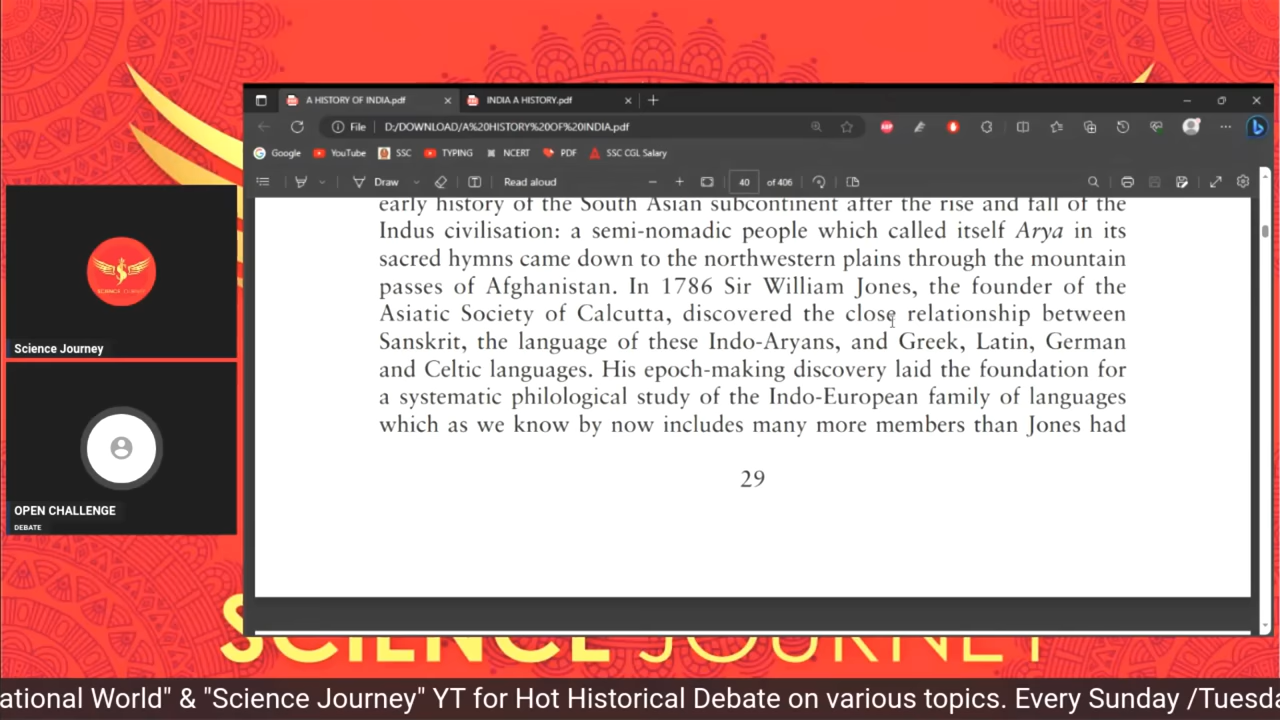 A HISTORY OF INDIA.pdf
INDIA A HISTORY.pdf
File D:/DOWNLOAD/A%20HISTORY%20OF%20INDIA.pdf
Google YouTube SSC TYPING NCERT PDF SSC CGL Salary
Draw Read aloud 40 of 406
early history of the South Asian subcontinent after the rise and fall of the
Indus civilisation: a semi-nomadic people which called itself Arya in its
sacred hymns came down to the northwestern plains through the mountain
passes of Afghanistan. In 1786 Sir William Jones, the founder of the
Asiatic Society of Calcutta, discovered the close relationship between
Sanskrit, the language of these Indo-Aryans, and Greek, Latin, German
and Celtic languages. His epoch-making discovery laid the foundation for
a systematic philological study of the Indo-European family of languages
which as we know by now includes many more members than Jones had
29
SCIENCE JOURNEY
Science Journey
OPEN CHALLENGE
DEBATE
SCIENCE JOURNEY
ational World" & "Science Journey" YT for Hot Historical Debate on various topics. Every Sunday /Tuesda